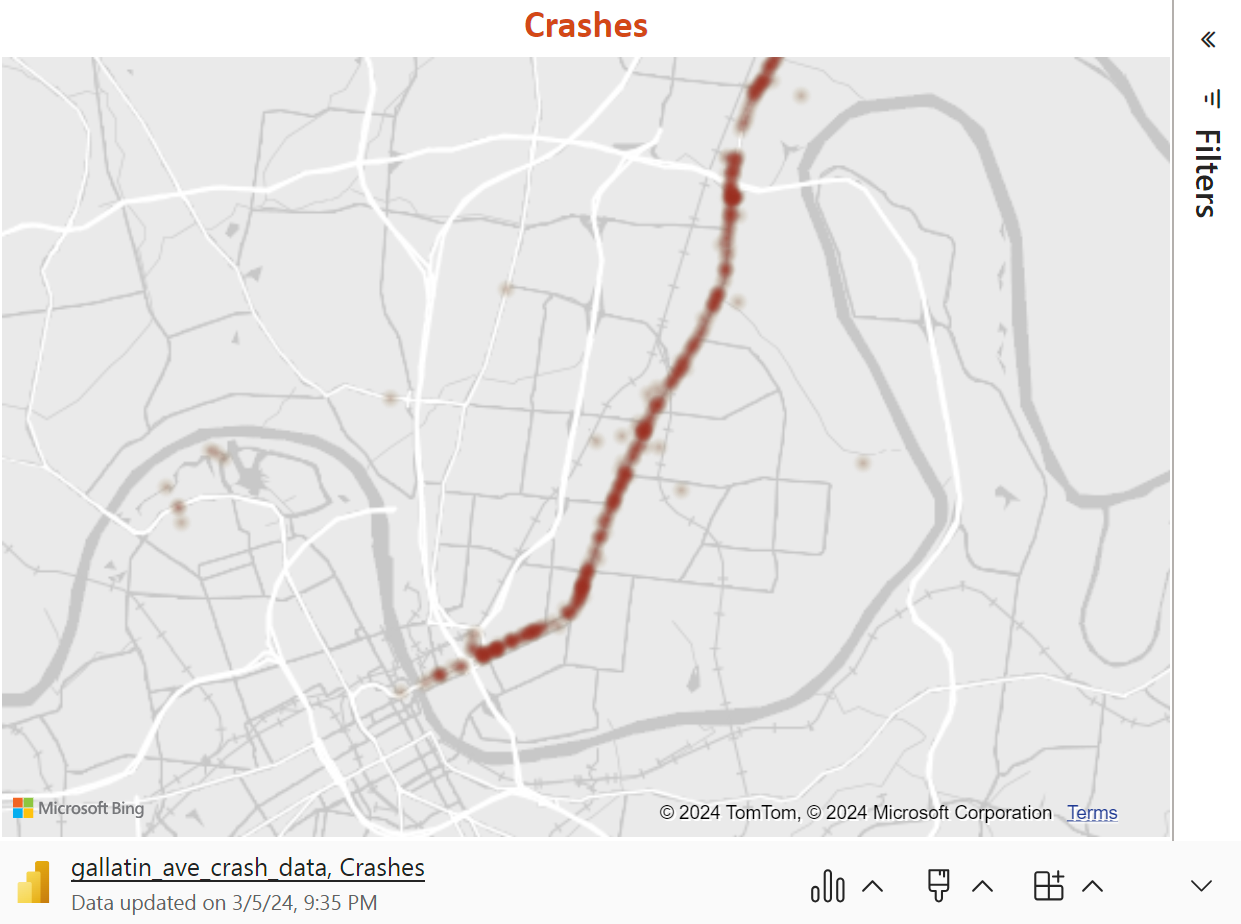 Crashes
Filters
Microsoft Bing
© 2024 TomTom, © 2024 Microsoft Corporation Terms
gallatin_ave_crash_data, Crashes
Data updated on 3/5/24, 9:35 PM